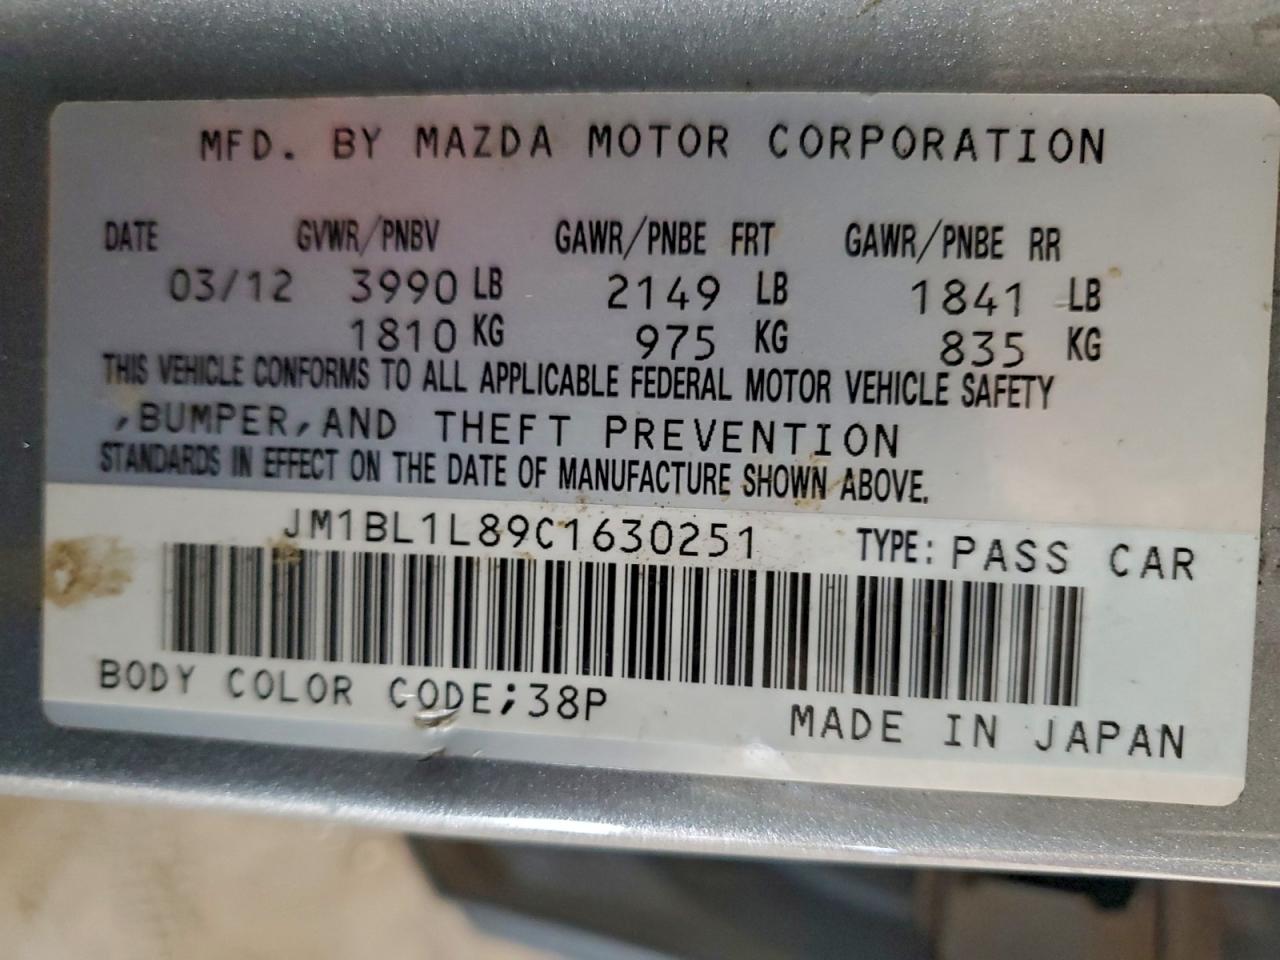 MFD. BY MAZDA MOTOR CORPORATION
DATE GVWR/PNBV GAWR/PNBE FRT GAWR/PNBE RR
03/12 3990 LB 2149 LB 1841 LB
1810 KG 975 KG 835 KG
THIS VEHICLE CONFORMS TO ALL APPLICABLE FEDERAL MOTOR VEHICLE SAFETY
,BUMPER,AND THEFT PREVENTION
STANDARDS IN EFFECT ON THE DATE OF MANUFACTURE SHOWN ABOVE.
JM1BL1L89C1630251 TYPE: PASS CAR
BODY COLOR CODE;38P
MADE IN JAPAN